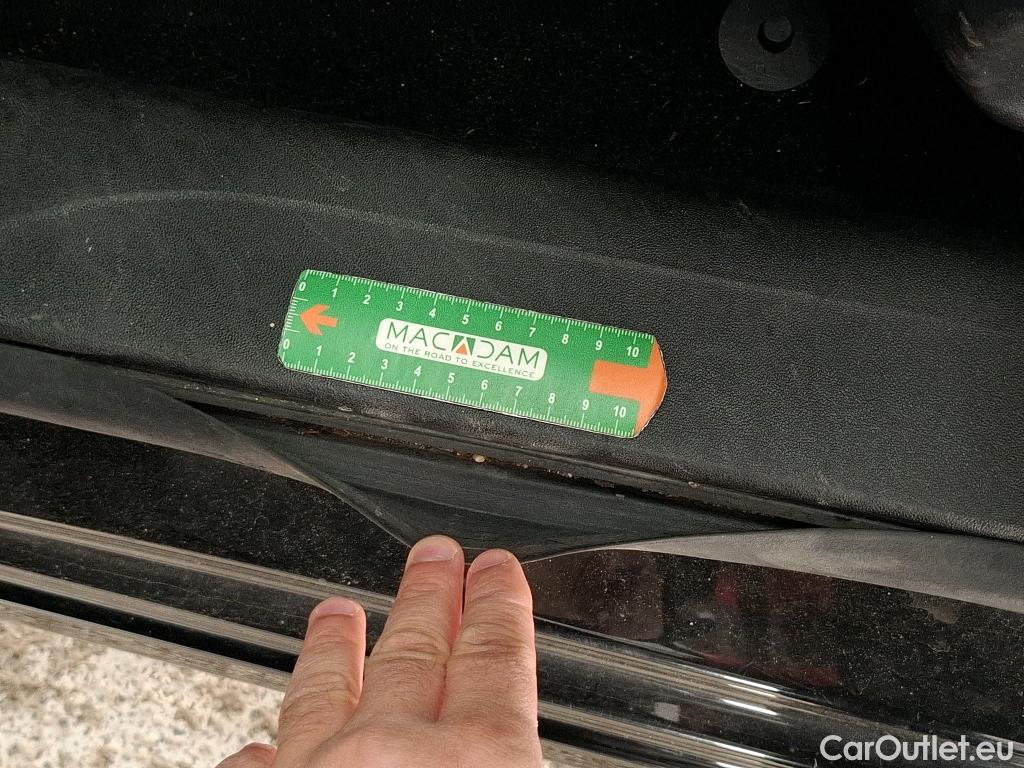 0 1 2 3 4 5 6 7 8 9 10
MACADAM
ON THE ROAD TO EXCELLENCE
0 1 2 3 4 5 6 7 8 9 10
CarOutlet.eu